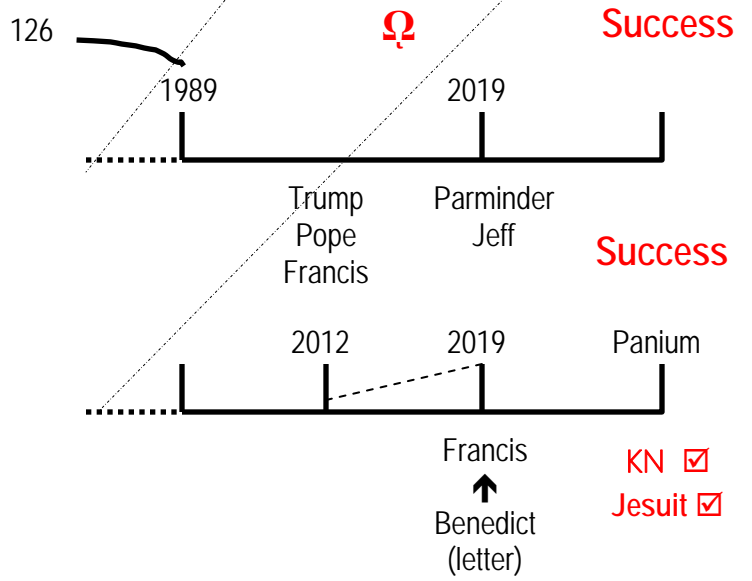 126
Ω
Success
1989
2019
Trump
Pope
Francis
Parminder
Jeff
Success
2012
2019
Panium
Francis
Benedict
(letter)
KN ☑
Jesuit ☑